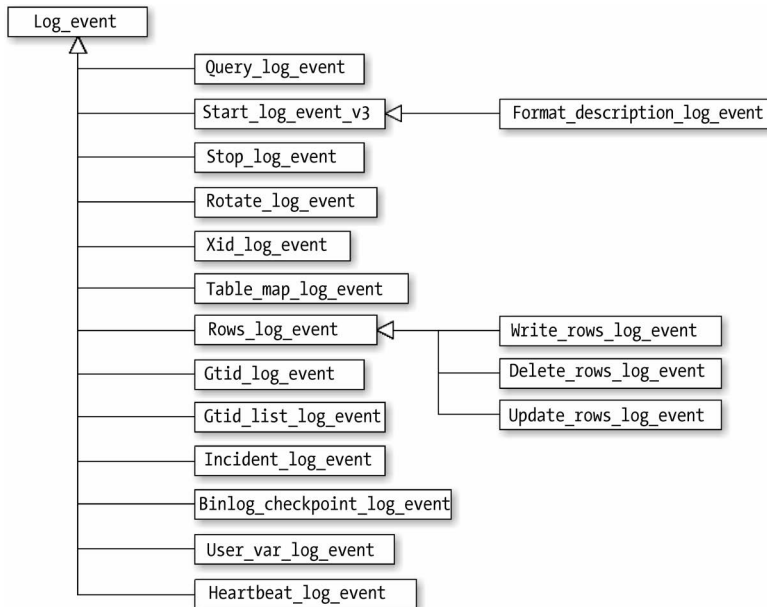 Log_event
Query_log_event
Start_log_event_v3
Format_description_log_event
Stop_log_event
Rotate_log_event
Xid_log_event
Table_map_log_event
Rows_log_event
Write_rows_log_event
Gtid_log_event
Delete_rows_log_event
Gtid_list_log_event
Update_rows_log_event
Incident_log_event
Binlog_checkpoint_log_event
User_var_log_event
Heartbeat_log_event